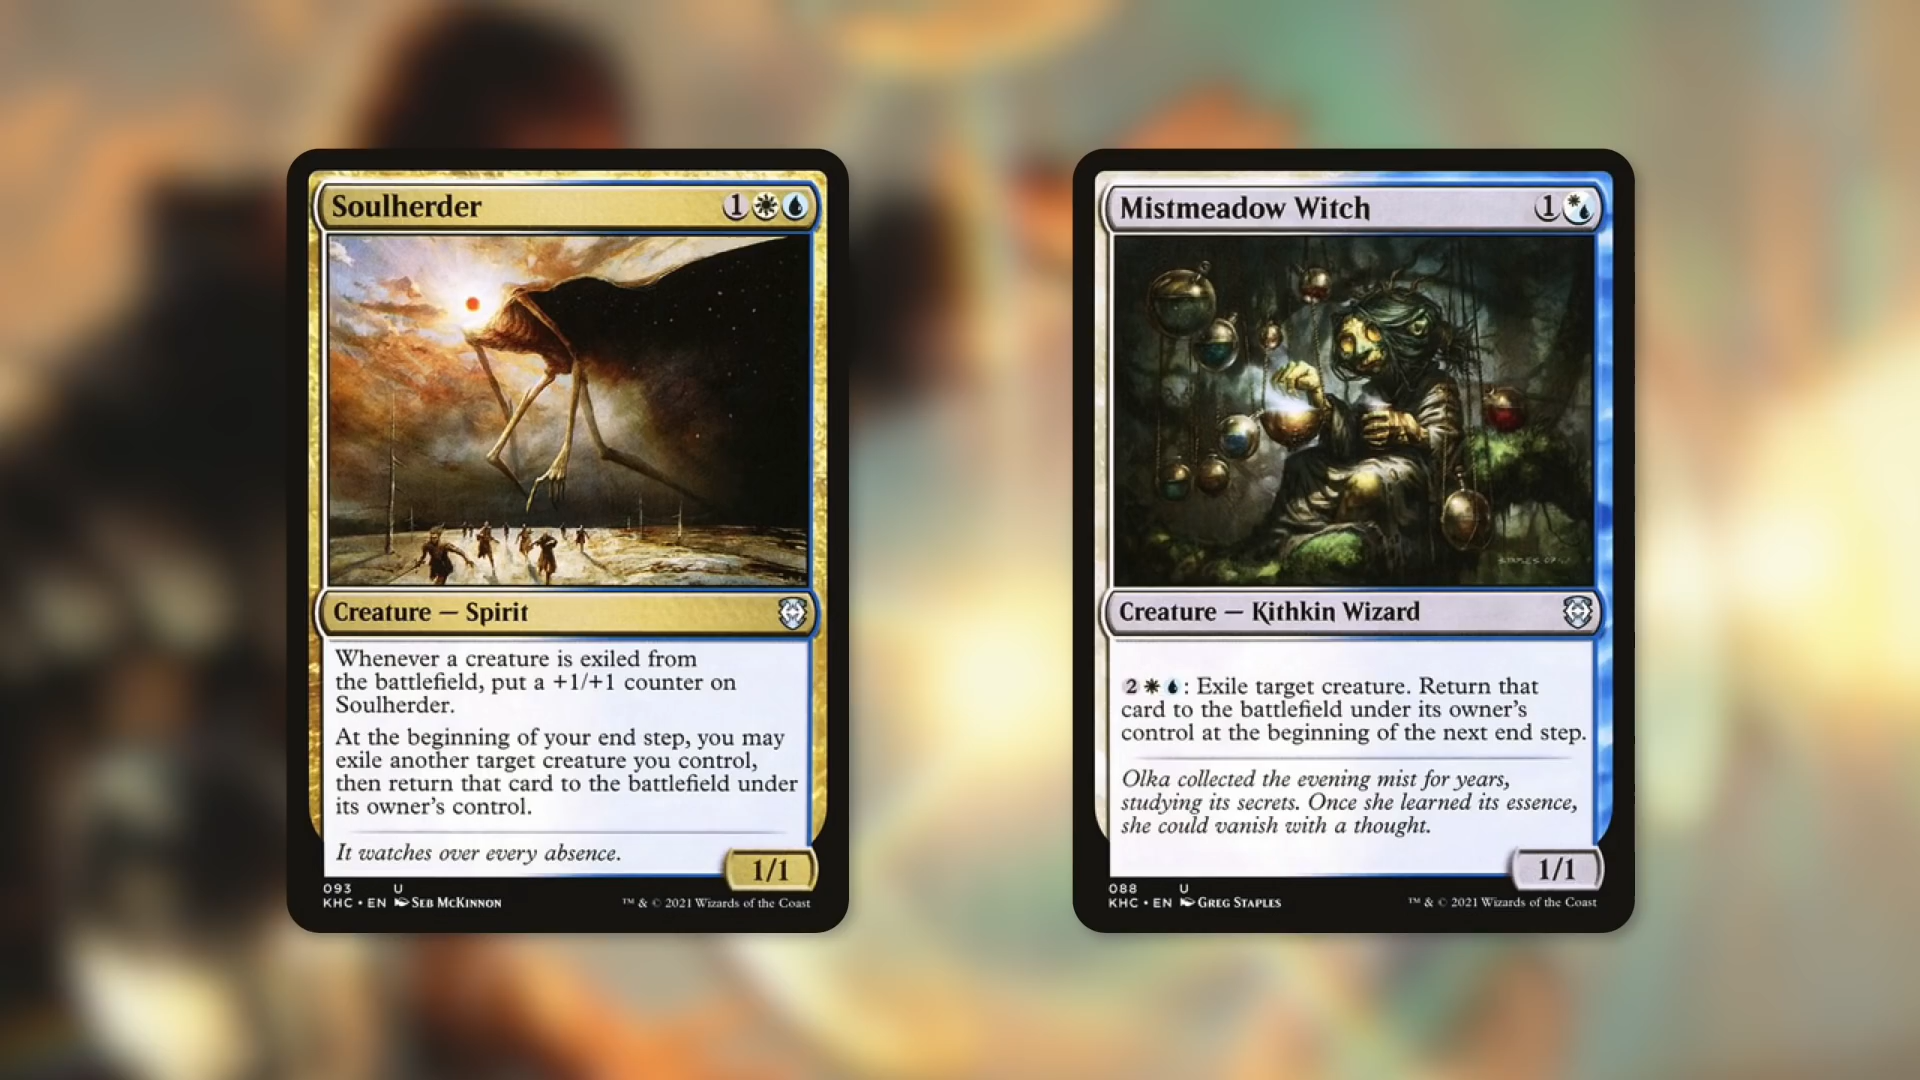 Soulherder
1
Creature — Spirit
Whenever a creature is exiled from
the battlefield, put a +1/+1 counter on
Soulherder.
At the beginning of your end step, you may
exile another target creature you control,
then return that card to the battlefield under
its owner's control.
It watches over every absence.
1/1
093 U
KHC • EN Seb McKinnon
™ & © 2021 Wizards of the Coast
Mistmeadow Witch
1
Creature — Kithkin Wizard
2 : Exile target creature. Return that
card to the battlefield under its owner's
control at the beginning of the next end step.
Olka collected the evening mist for years,
studying its secrets. Once she learned its essence,
she could vanish with a thought.
1/1
088 U
KHC • EN Greg Staples
™ & © 2021 Wizards of the Coast